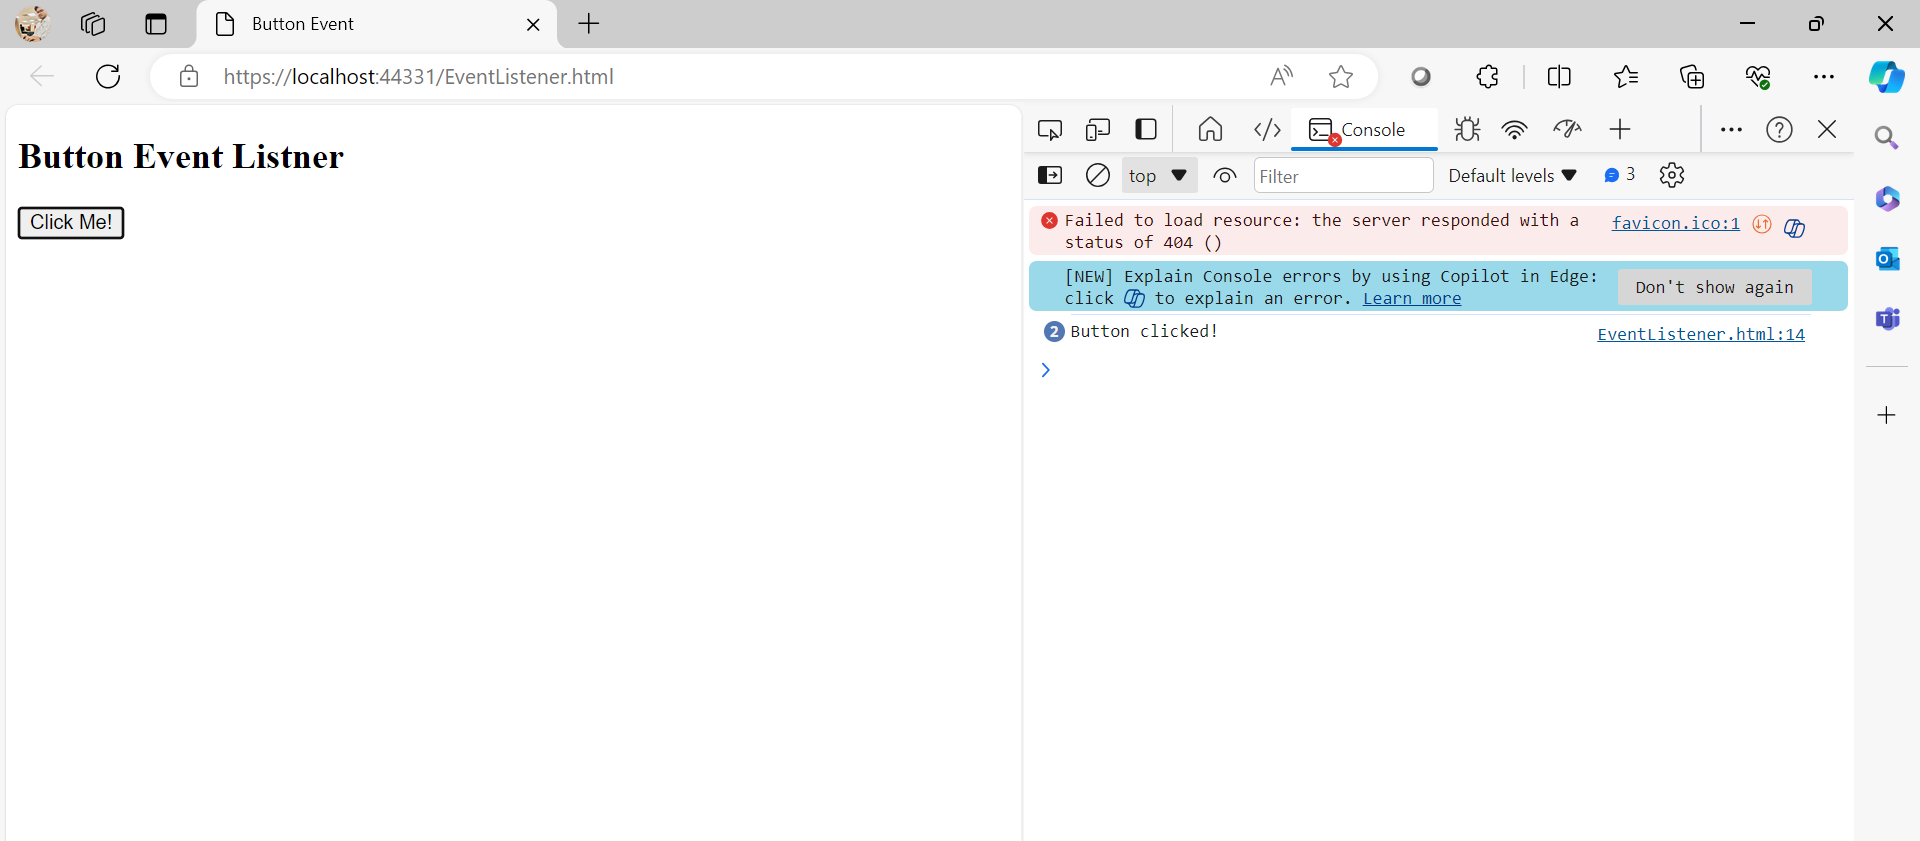 Button Event
https://localhost:44331/EventListener.html
Button Event Listner
Click Me!
Console
top
Filter
Default levels
3
Failed to load resource: the server responded with a
status of 404 ()
favicon.ico:1
[NEW] Explain Console errors by using Copilot in Edge:
click to explain an error. Learn more
Don't show again
2 Button clicked!
EventListener.html:14